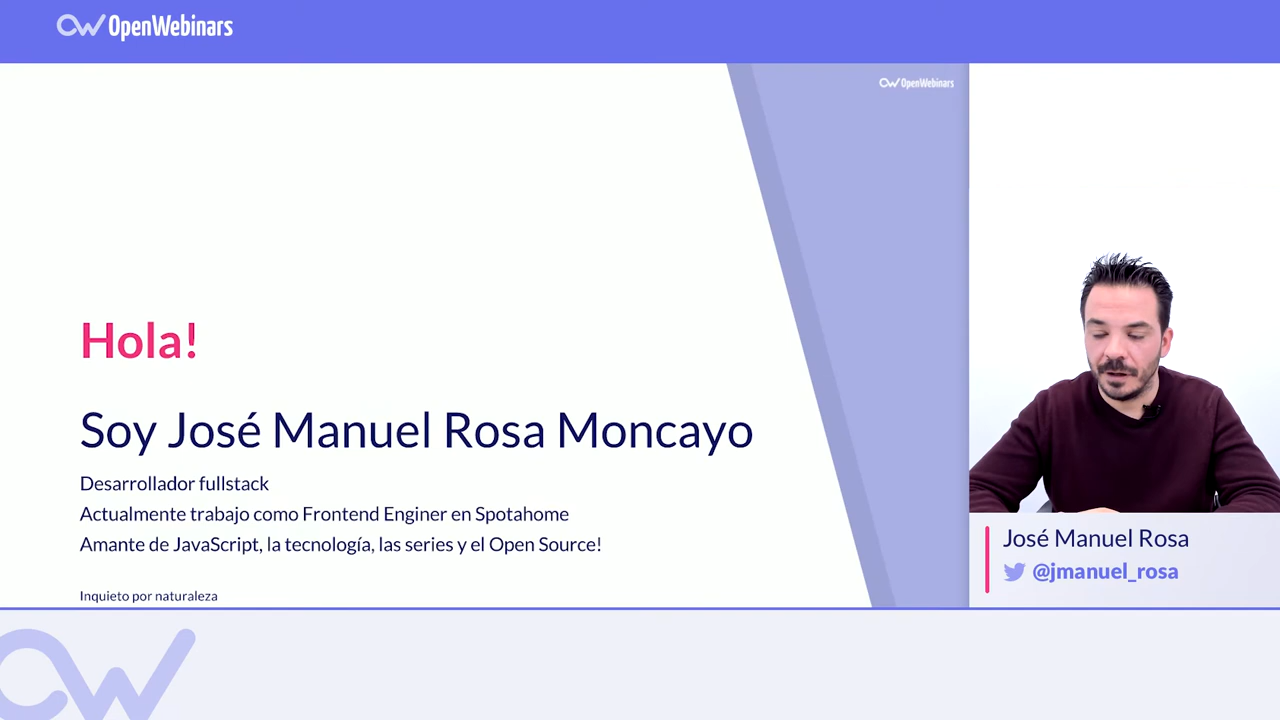 OpenWebinars
OpenWebinars
Hola!
Soy José Manuel Rosa Moncayo
Desarrollador fullstack
Actualmente trabajo como Frontend Enginer en Spotahome
Amante de JavaScript, la tecnología, las series y el Open Source!
Inquieto por naturaleza
José Manuel Rosa
@jmanuel_rosa